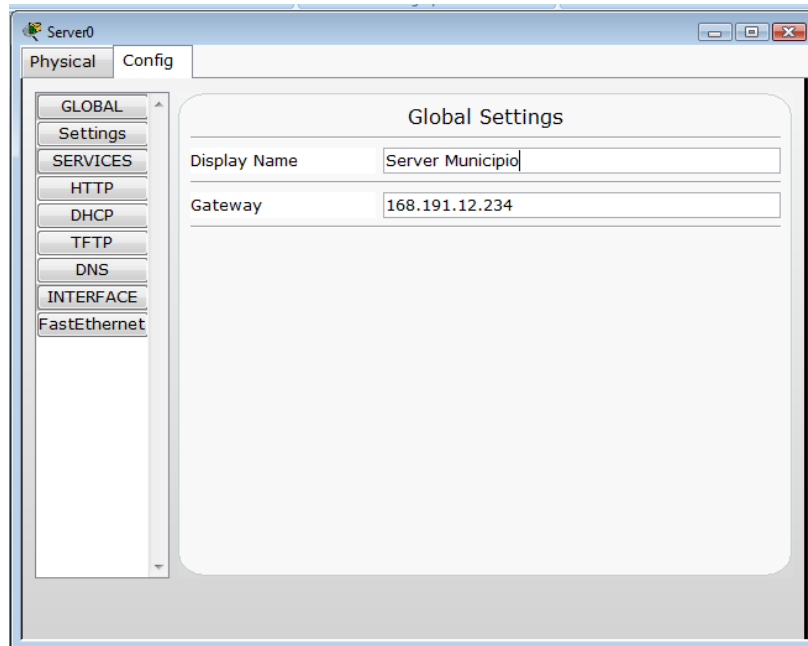 Server0
Physical Config
GLOBAL
Settings
SERVICES
HTTP
DHCP
TFTP
DNS
INTERFACE
FastEthernet
Global Settings
Display Name Server Municipio
Gateway 168.191.12.234